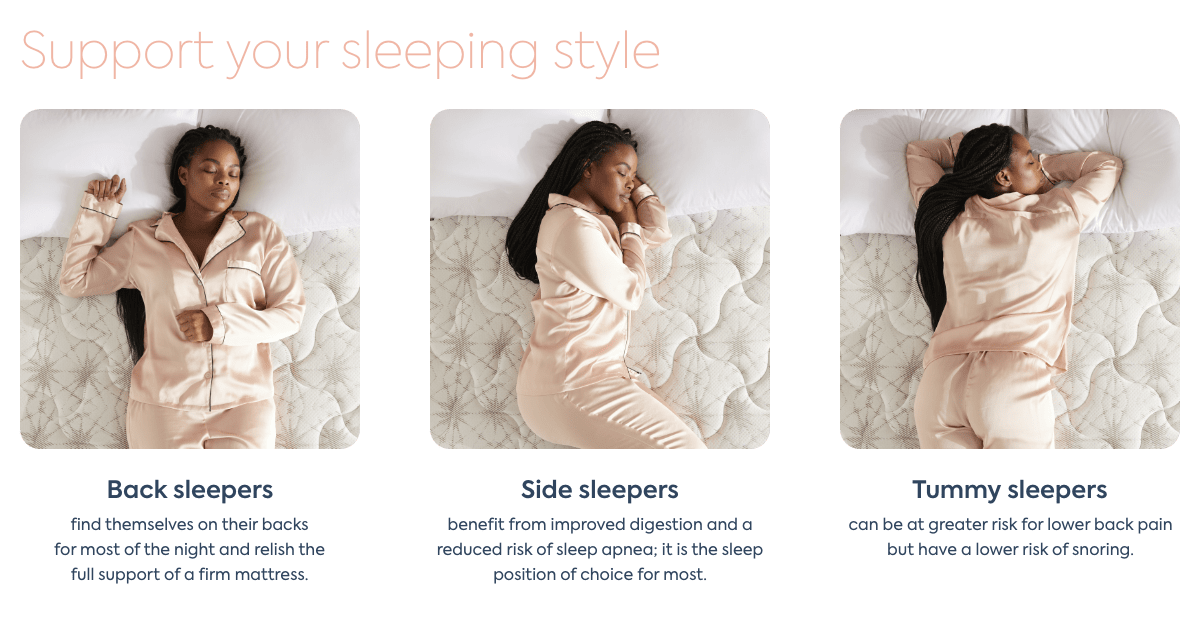 Support your sleeping style
Back sleepers
find themselves on their backs
for most of the night and relish the
full support of a firm mattress.
Side sleepers
benefit from improved digestion and a
reduced risk of sleep apnea; it is the sleep
position of choice for most.
Tummy sleepers
can be at greater risk for lower back pain
but have a lower risk of snoring.